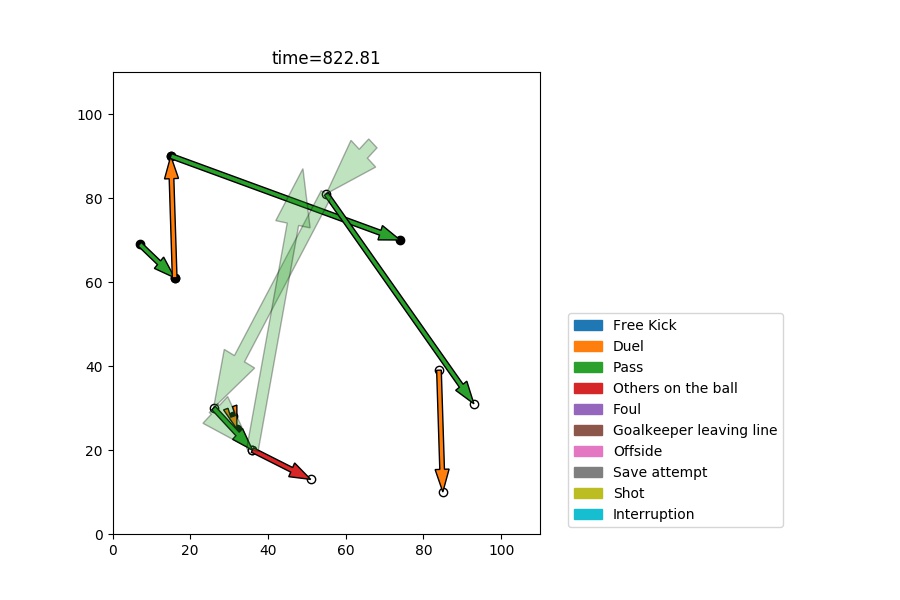 time=822.81
100
80
60
40
20
0
0 20 40 60 80 100
Free Kick
Duel
Pass
Others on the ball
Foul
Goalkeeper leaving line
Offside
Save attempt
Shot
Interruption